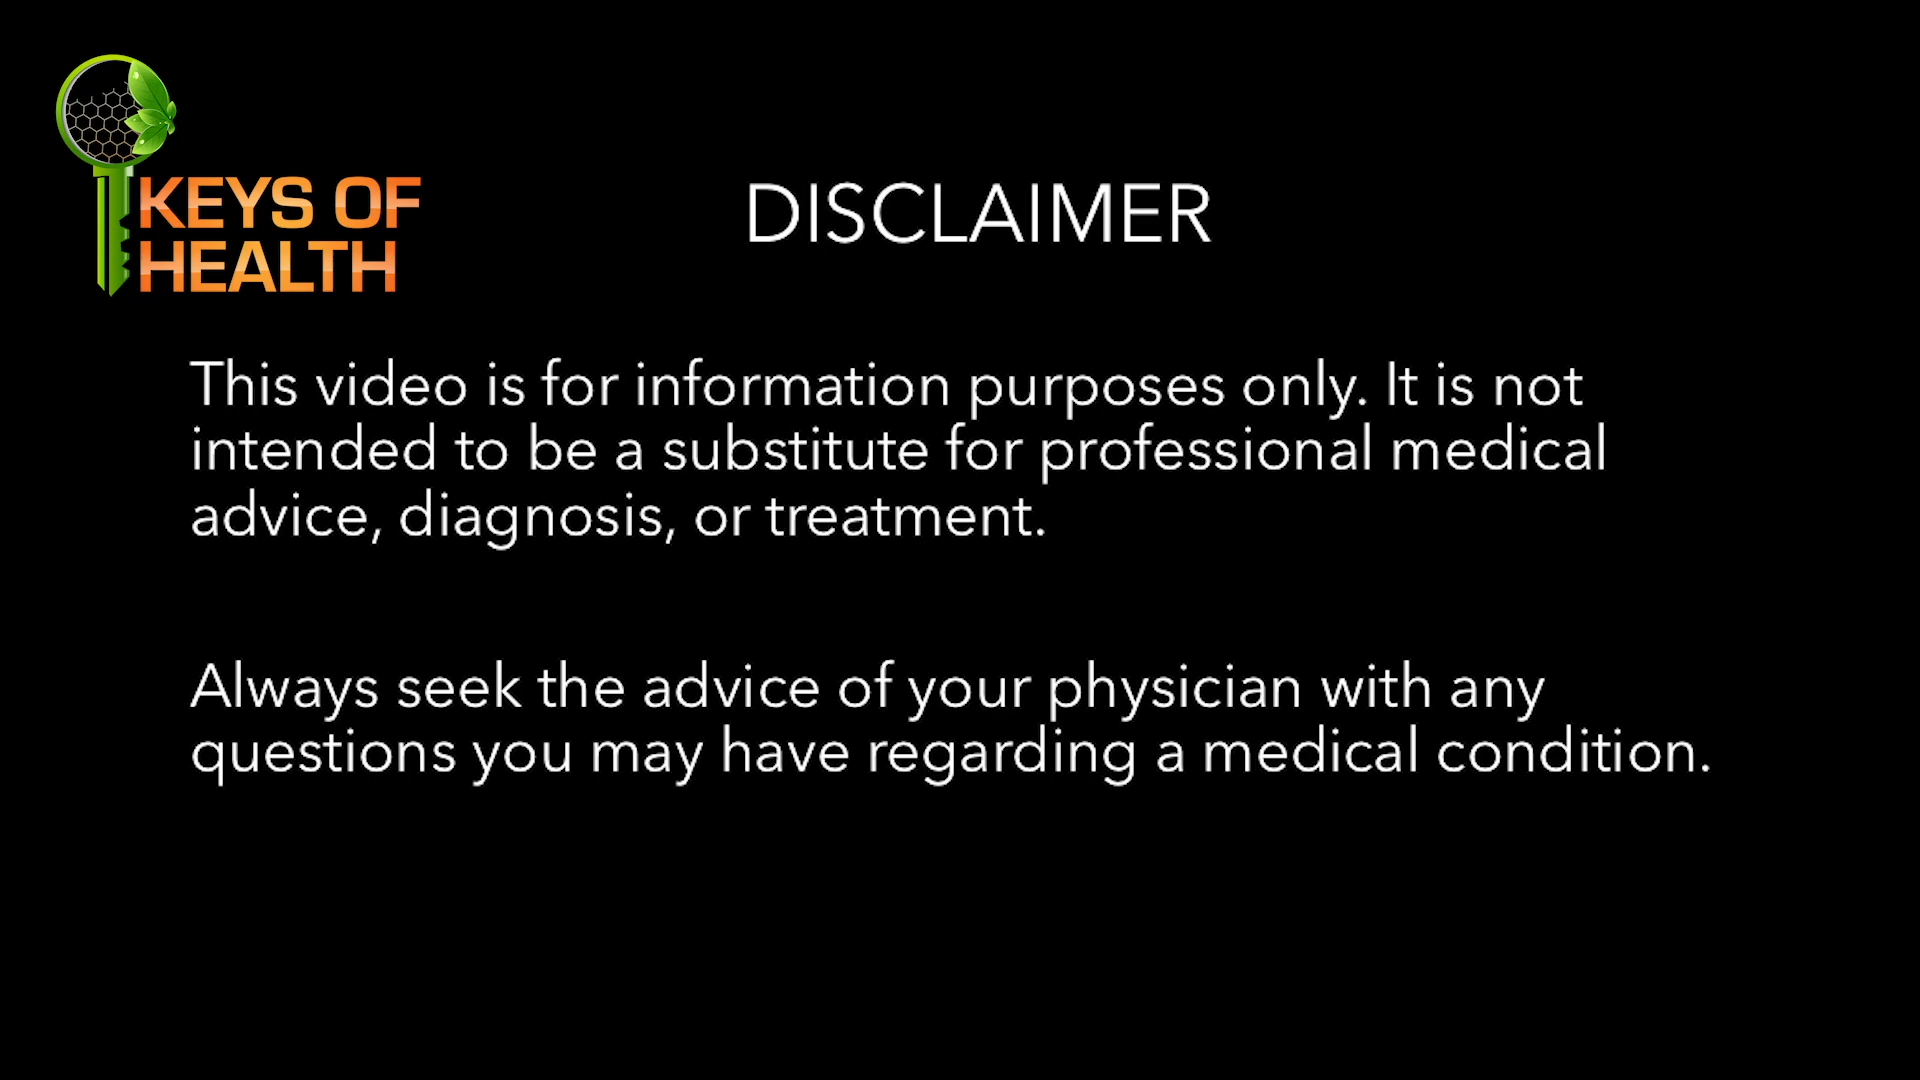 KEYS OF
HEALTH
DISCLAIMER
This video is for information purposes only. It is not
intended to be a substitute for professional medical
advice, diagnosis, or treatment.
Always seek the advice of your physician with any
questions you may have regarding a medical condition.